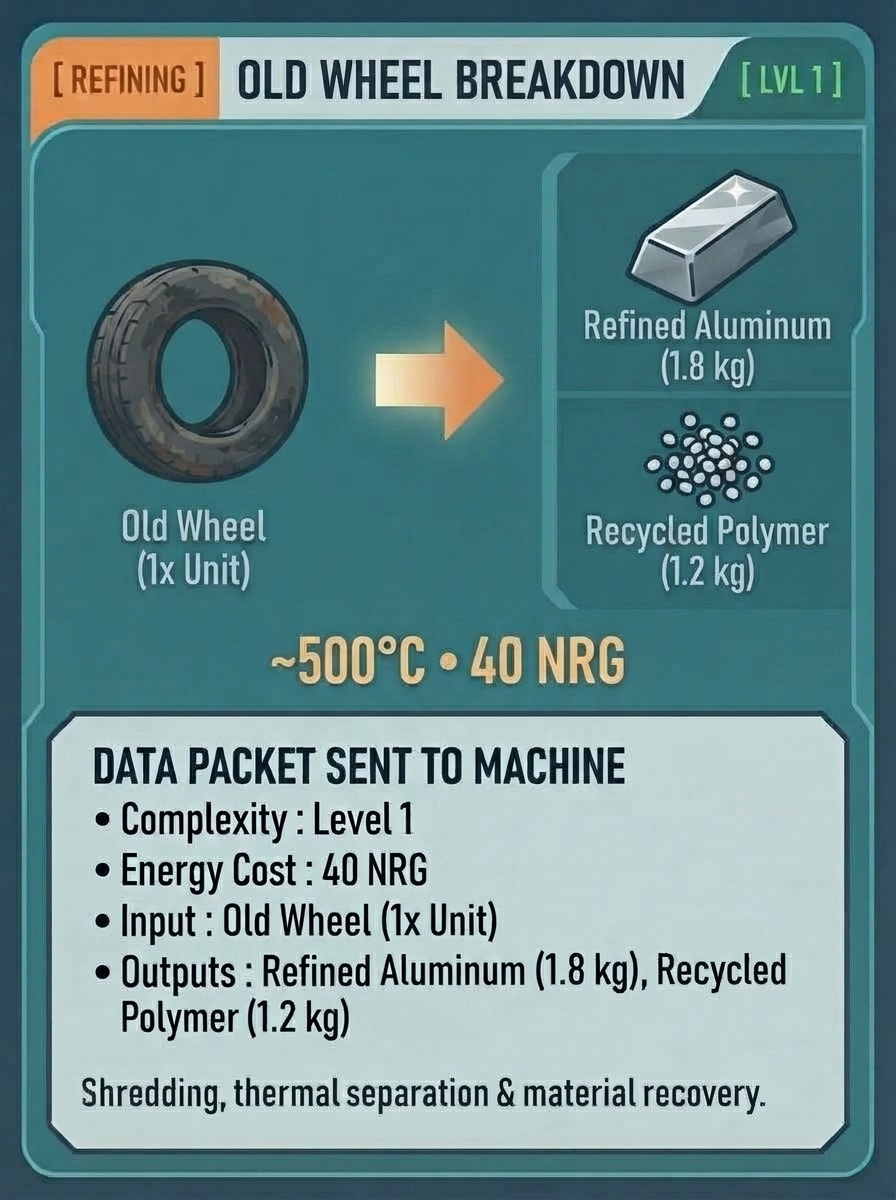 [ REFINING ] OLD WHEEL BREAKDOWN [ LVL 1 ]
Old Wheel
(1x Unit)
Refined Aluminum
(1.8 kg)
Recycled Polymer
(1.2 kg)
~500°C • 40 NRG
DATA PACKET SENT TO MACHINE
• Complexity : Level 1
• Energy Cost : 40 NRG
• Input : Old Wheel (1x Unit)
• Outputs : Refined Aluminum (1.8 kg), Recycled
Polymer (1.2 kg)
Shredding, thermal separation & material recovery.